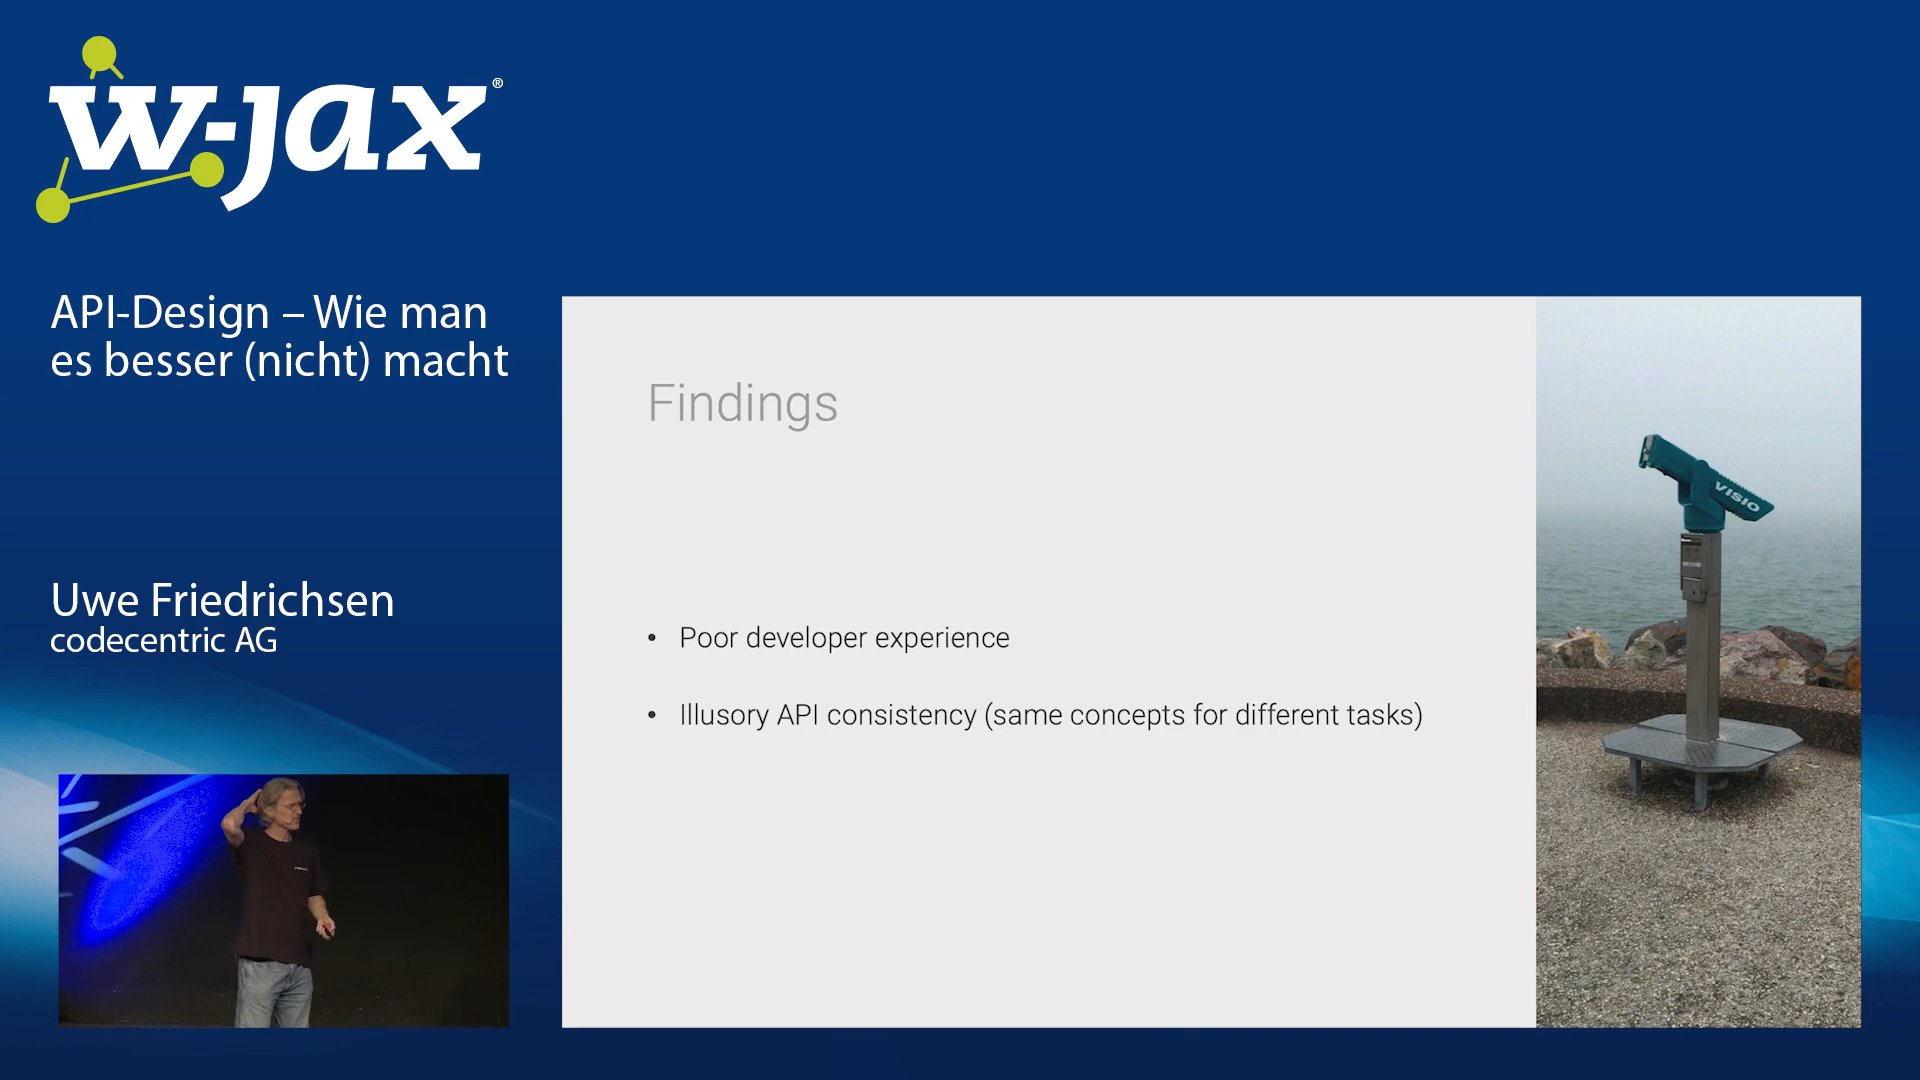 w-jax®
API-Design – Wie man
es besser (nicht) macht
Uwe Friedrichsen
codecentric AG
Findings
• Poor developer experience
• Illusory API consistency (same concepts for different tasks)
VISIO